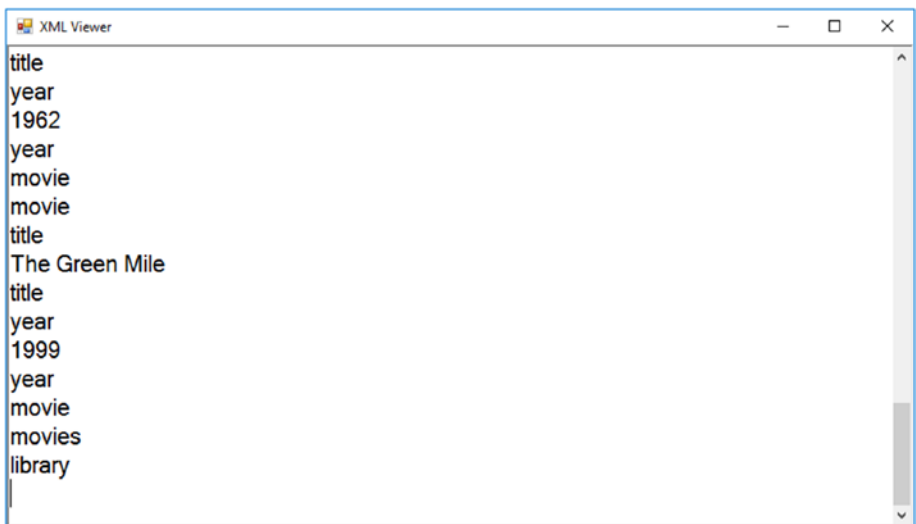 XML Viewer
title
year
1962
year
movie
movie
title
The Green Mile
title
year
1999
year
movie
movies
library